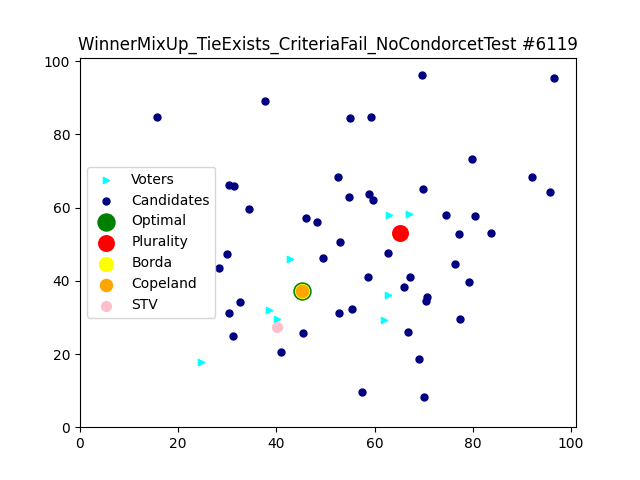 WinnerMixUp_TieExists_CriteriaFail_NoCondorcetTest #6119
100
80
60
40
20
0
Voters
Candidates
Optimal
Plurality
Borda
Copeland
STV
0 20 40 60 80 100